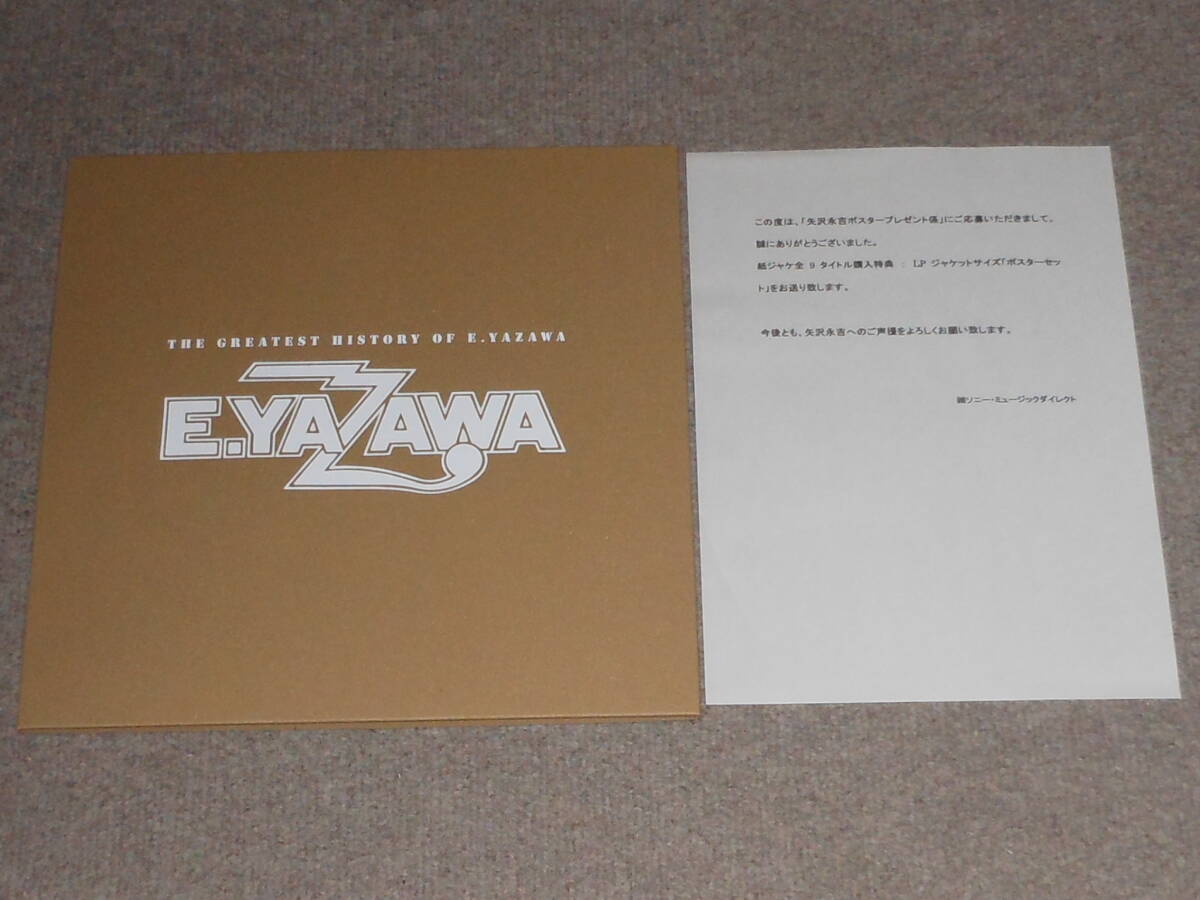 THE GREATEST HISTORY OF E.YAZAWA
E.YAZAWA
この度は、「矢沢永吉ポスタープレゼント係」にご応募いただきまして。
誠にありがとうございました。
紙ジャケ全 9 タイトル購入特典 : LP ジャケットサイズ「ポスターセッ
ト」をお送り致します。
今後とも、矢沢永吉へのご声援をよろしくお願い致します。
㈱ソニー・ミュージックダイレクト